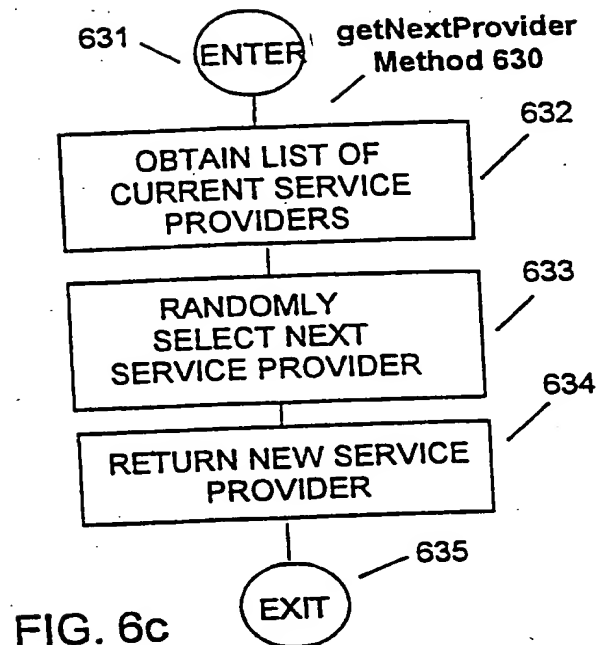 631
ENTER
getNextProvider
Method 630
632
OBTAIN LIST OF
CURRENT SERVICE
PROVIDERS
633
RANDOMLY
SELECT NEXT
SERVICE PROVIDER
634
RETURN NEW SERVICE
PROVIDER
635
EXIT
FIG. 6c